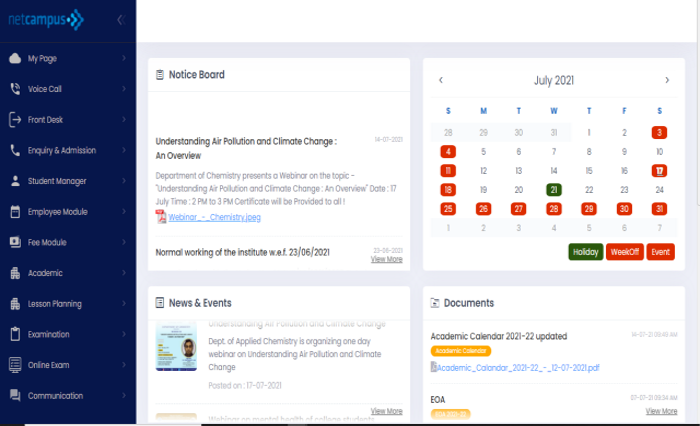 netcampus
My Page
Voice Call
Front Desk
Enquiry & Admission
Student Manager
Employee Module
Fee Module
Academic
Lesson Planning
Examination
Online Exam
Communication
Notice Board
14-07-2021
Understanding Air Pollution and Climate Change :
An Overview
Department of Chemistry presents a Webinar on the topic -
"Understanding Air Pollution and Climate Change : An Overview" Date : 17
July Time : 2 PM to 3 PM Certificate will be Provided to all !
Webinar_-_Chemistry.jpeg
Normal working of the institute w.e.f. 23/06/2021
23-06-2021
View More
July 2021
S M T W T F S
28 29 30 31 1 2 3
4 5 6 7 8 9 10
11 12 13 14 15 16 17
18 19 20 21 22 23 24
25 26 27 28 29 30 31
1 2 3 4 5 6 7
Holiday WeekOff Event
News & Events
Understanding Air Pollution and Climate Change
Dept. of Applied Chemistry is organizing one day
webinar on Understanding Air Pollution and Climate
Change
Posted on : 17-07-2021
Webinar on mental health of college students
View More
Documents
Academic Calendar 2021-22 updated
14-07-21 06:46 AM
Academic Calendar
Academic_Calandar_2021-22_-_12-07-2021.pdf
EOA
07-07-21 09:34 AM
EOA 2021-22
View More